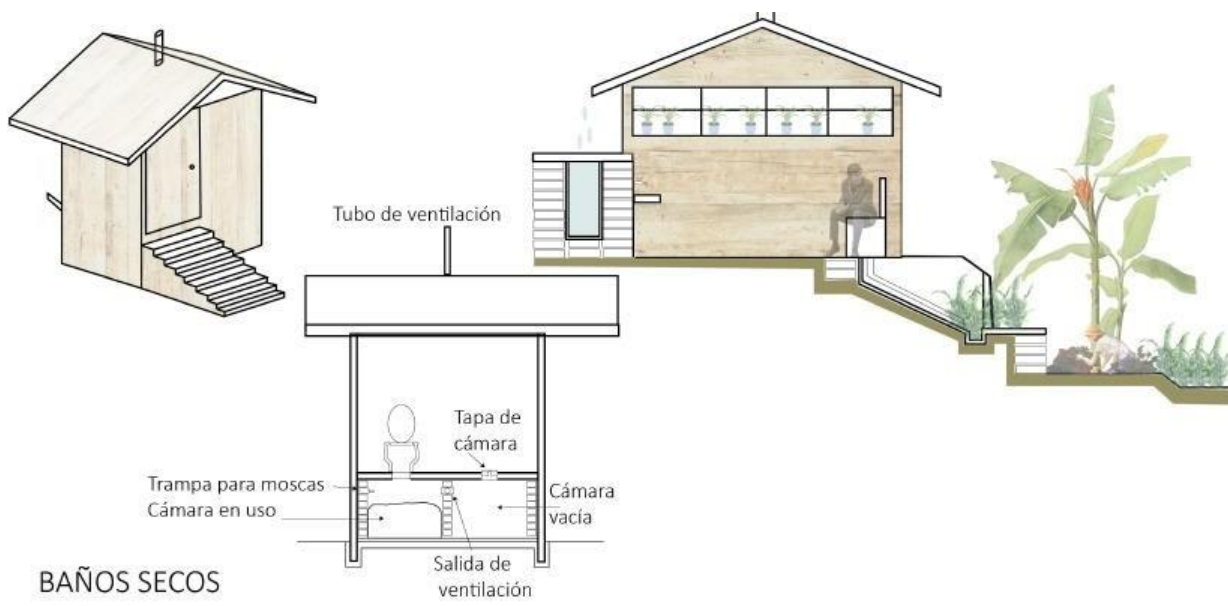 Tubo de ventilación
Tapa de
cámara
Trampa para moscas
Cámara en uso
Cámara
vacía
Salida de
ventilación
BAÑOS SECOS